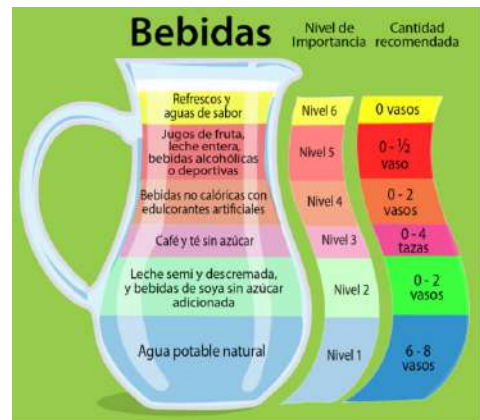 Bebidas
Nivel de
Importancia
Cantidad
recomendada
Refrescos y
aguas de sabor
Nivel 6
0 vasos
Jugos de fruta,
leche entera,
bebidas alcohólicas
o deportivas
Nivel 5
0 - ½
vaso
Bebidas no calóricas con
edulcorantes artificiales
Nivel 4
0 - 2
vasos
Café y té sin azúcar
Nivel 3
0 - 4
tazas
Leche semi y descremada,
y bebidas de soya sin azúcar
adicionada
Nivel 2
0 - 2
vasos
Agua potable natural
Nivel 1
6 - 8
vasos